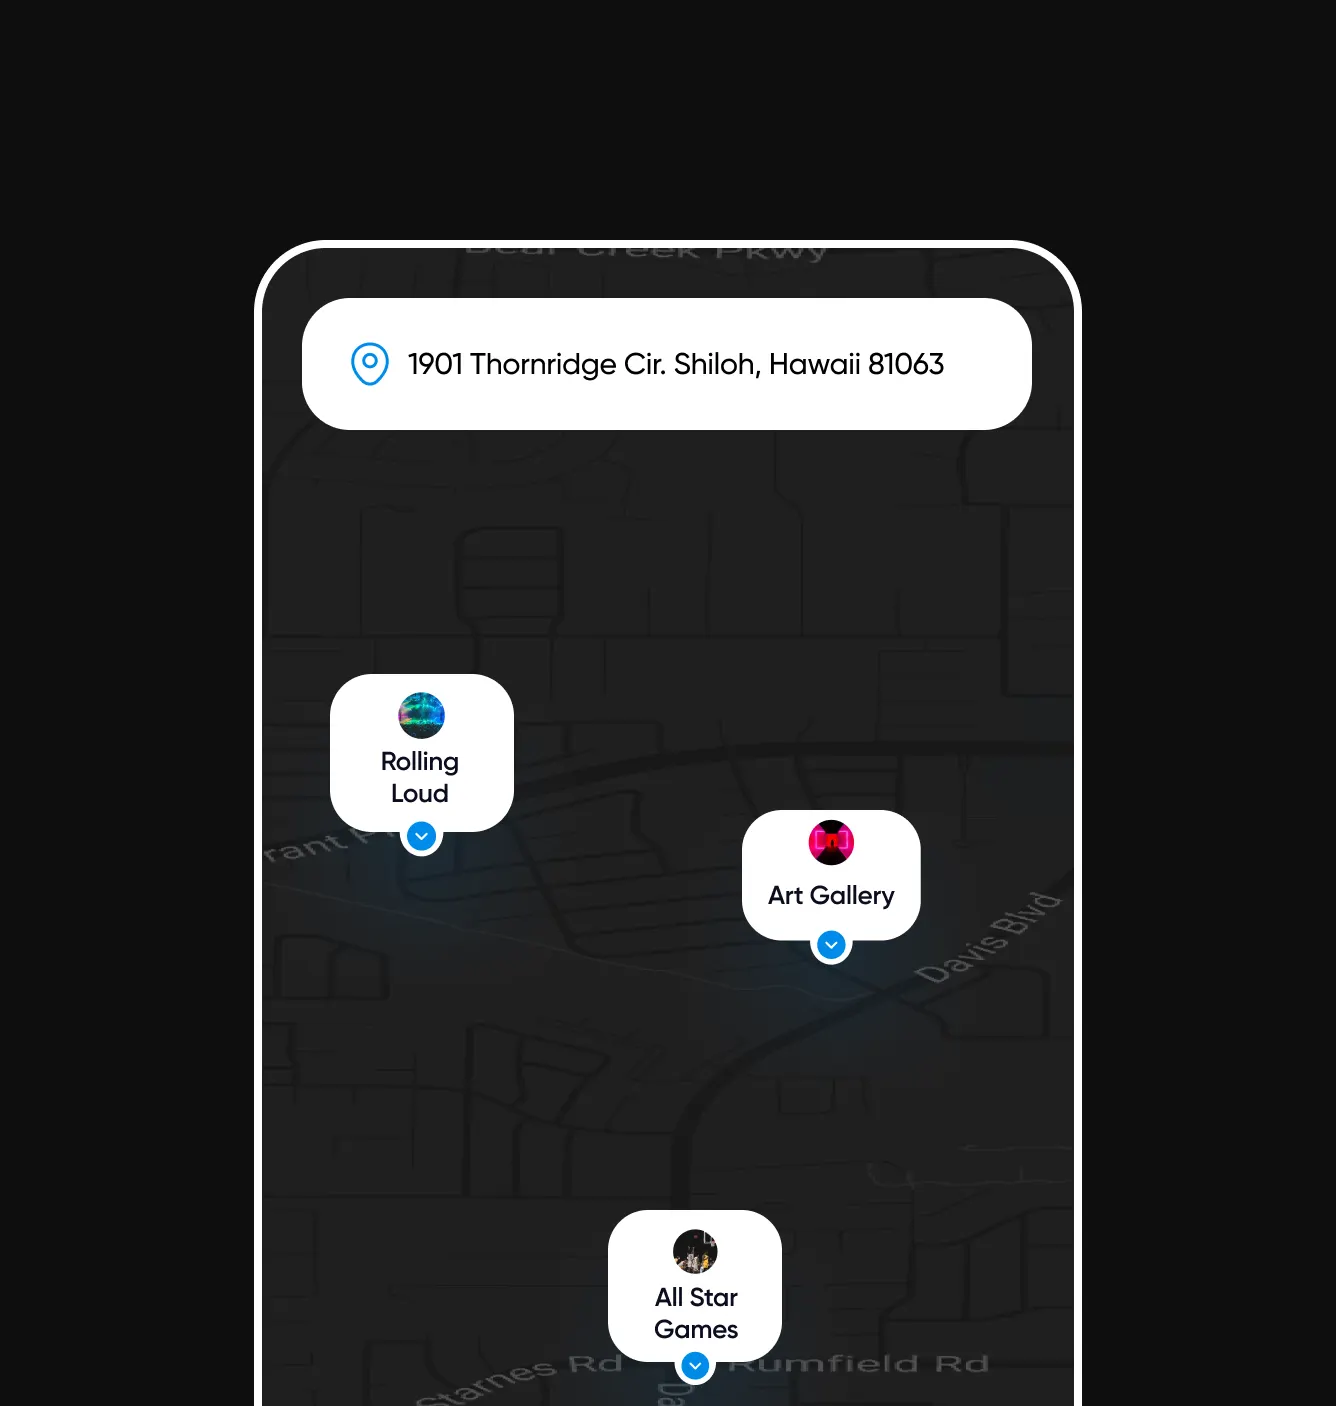 Bear Creek Pkwy
1901 Thornridge Cir. Shiloh, Hawaii 81063
Rolling
Loud
rant P
Art Gallery
Davis Blvd
All Star
Games
Starnes Rd
Rumfield Rd